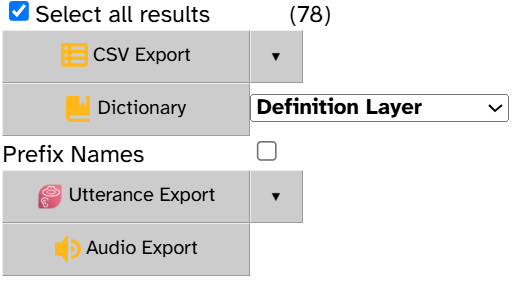 Select all results (78)
CSV Export ▼
Dictionary Definition Layer
Prefix Names
Utterance Export ▼
Audio Export